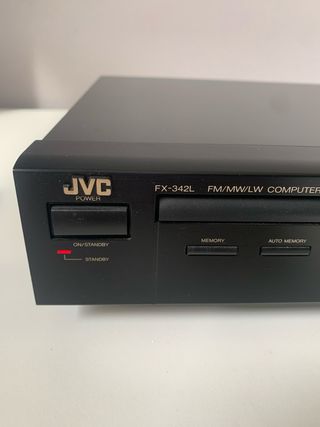 JVC
POWER
FX-342L FM/MW/LW COMPUTER
ON/STANDBY
STANDBY
MEMORY
AUTO MEMORY